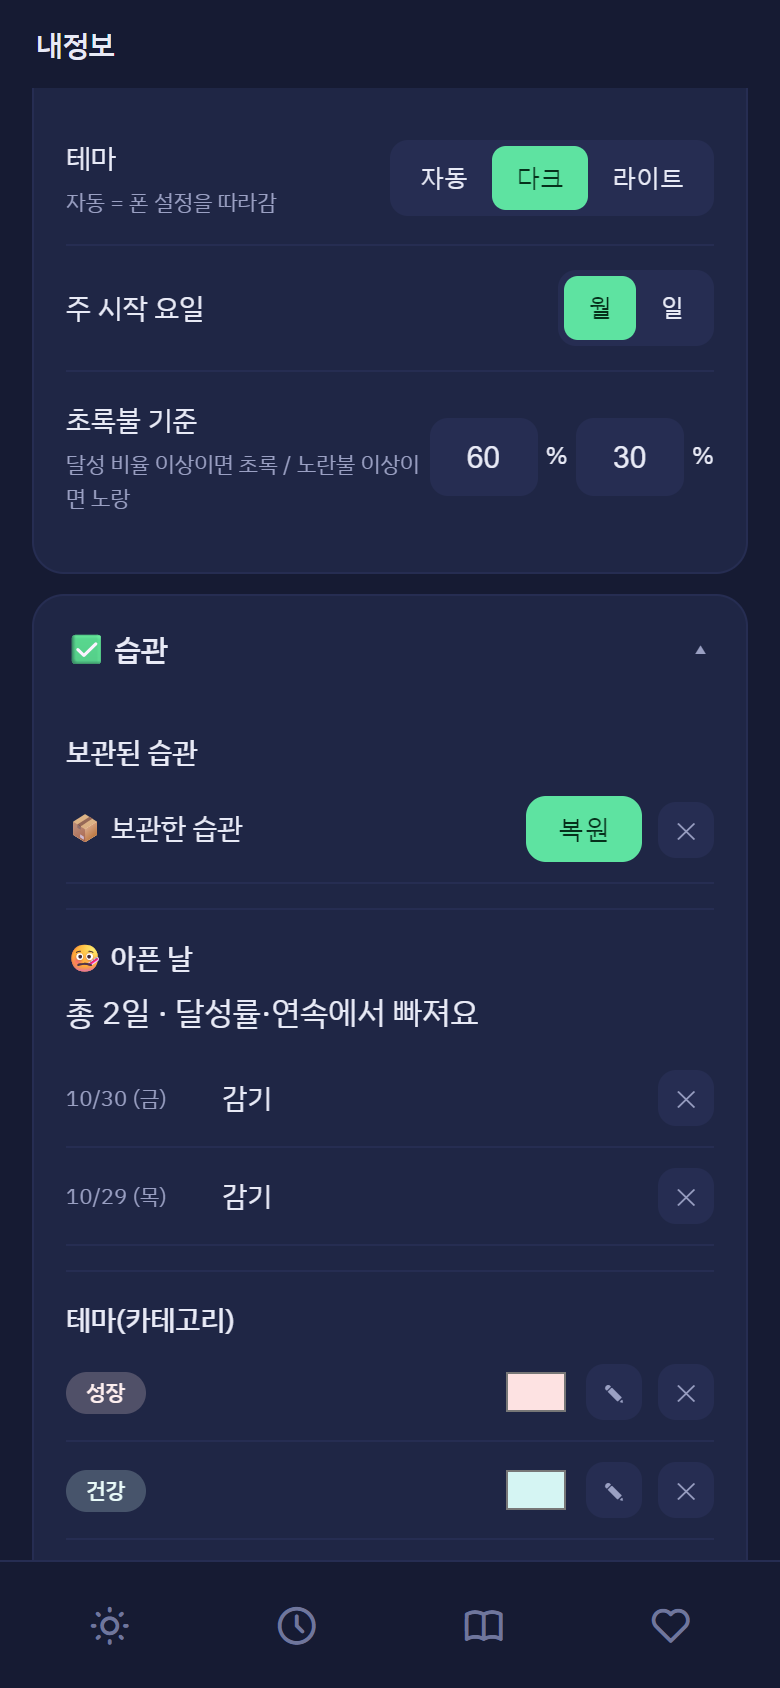 내정보
테마
자동 = 폰 설정을 따라감
자동 다크 라이트
주 시작 요일
월 일
초록불 기준
달성 비율 이상이면 초록 / 노란불 이상이
면 노랑
60 % 30 %
습관
보관된 습관
보관한 습관 복원
아픈 날
총 2일 · 달성률·연속에서 빠져요
10/30 (금) 감기
10/29 (목) 감기
테마(카테고리)
성장
건강